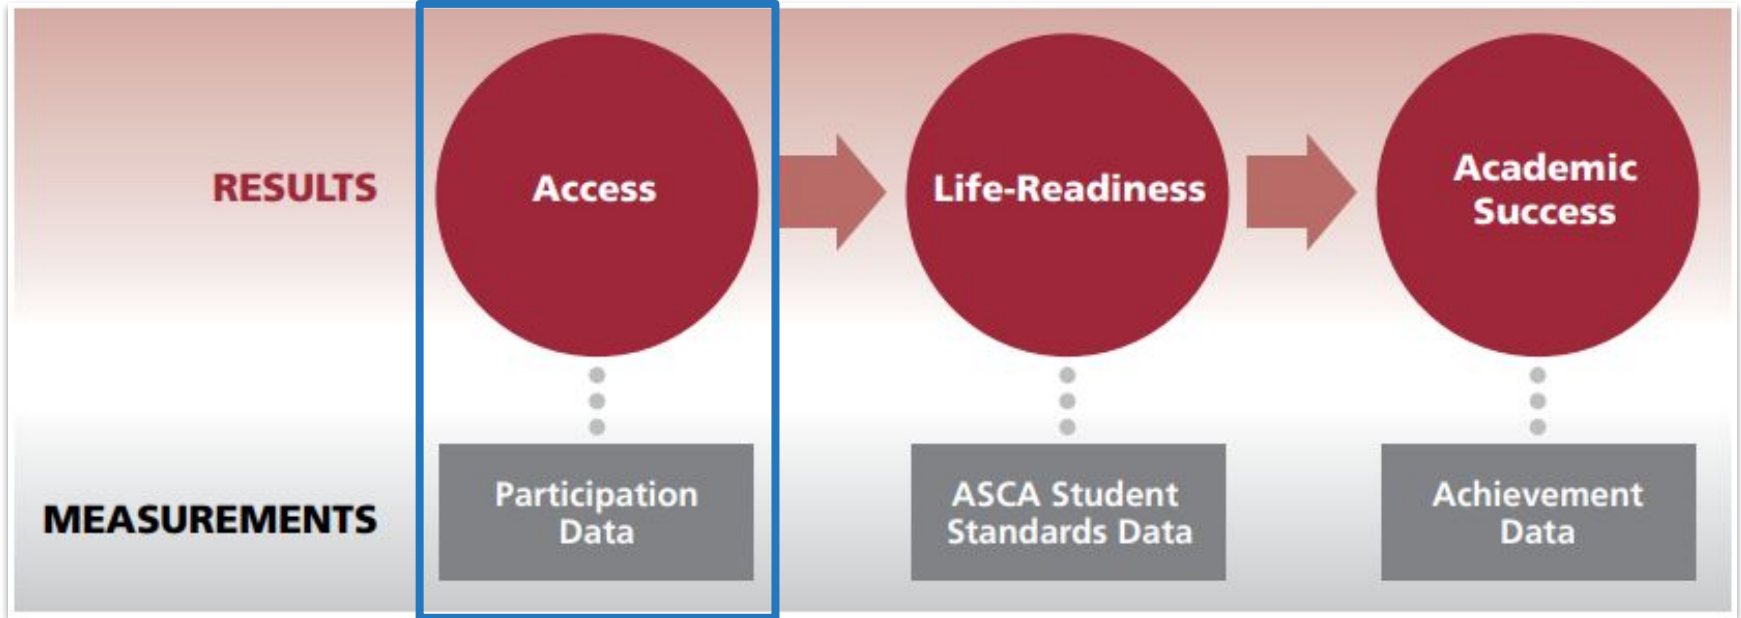 RESULTS
Access
Life-Readiness
Academic
Success
MEASUREMENTS
Participation
Data
ASCA Student
Standards Data
Achievement
Data